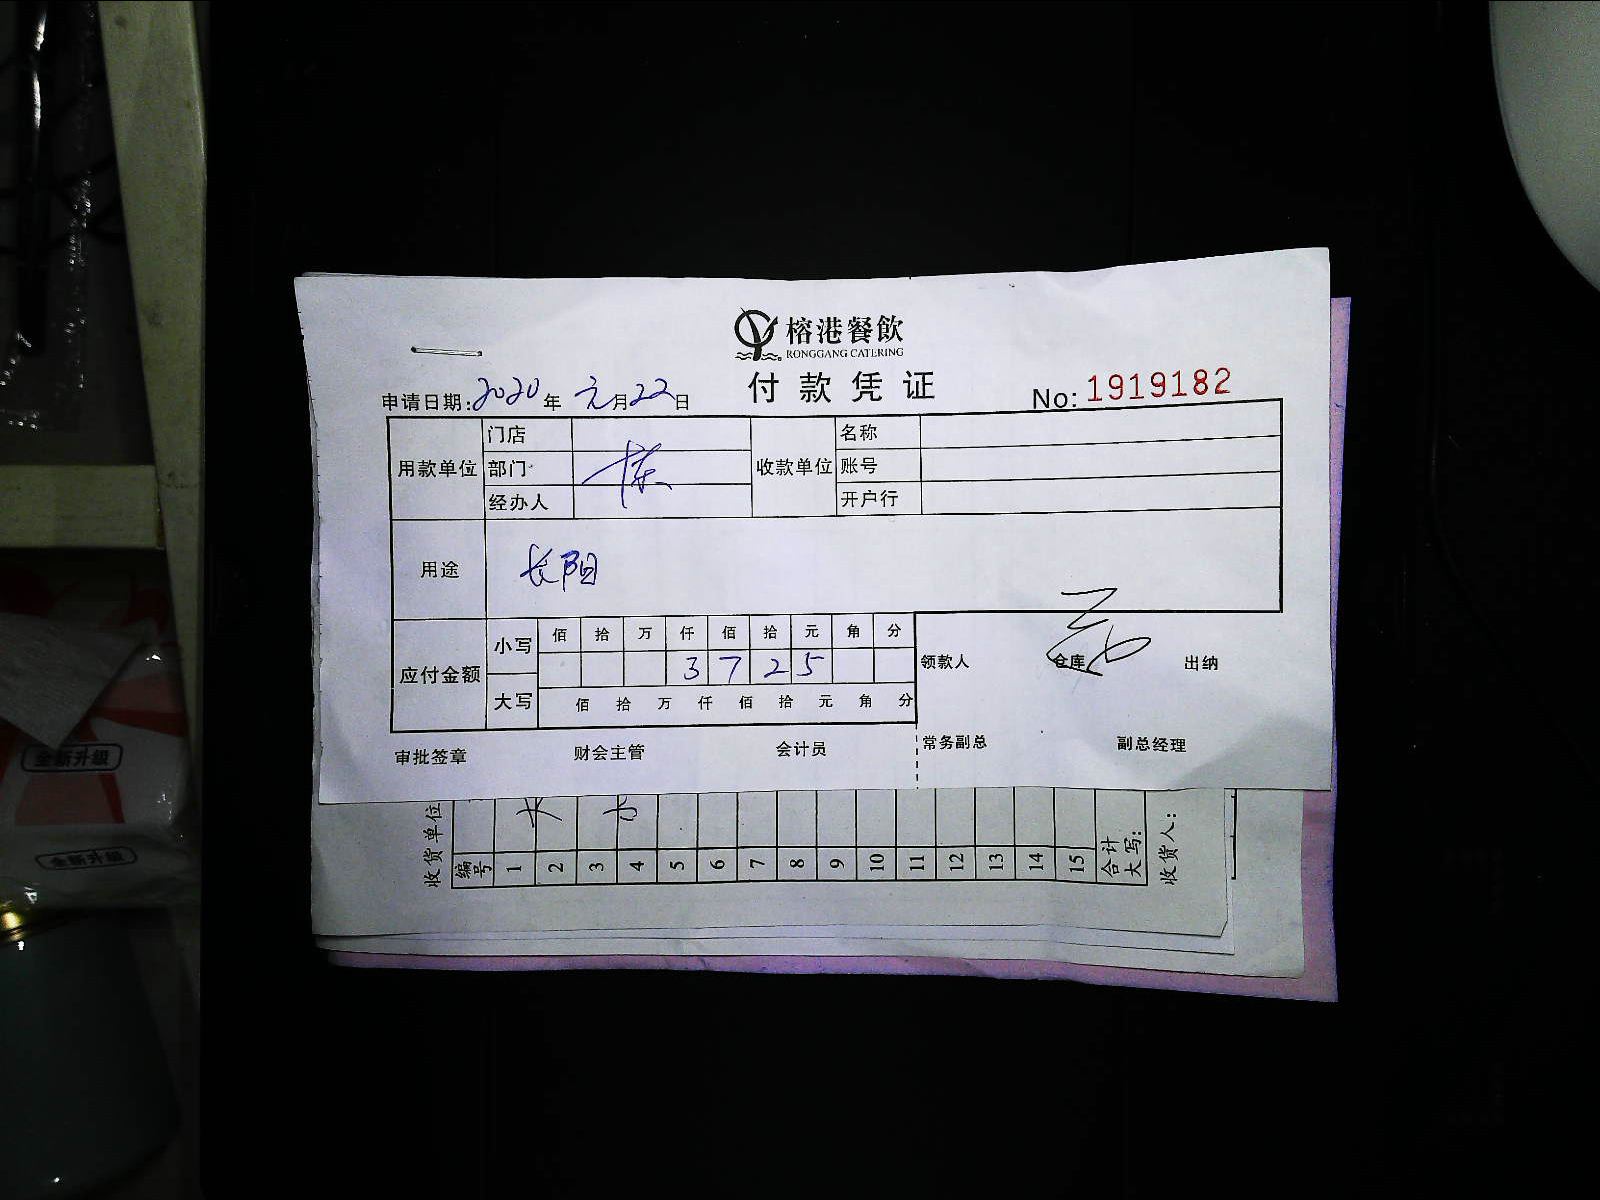 榕港餐飲
RONGGANG CATERING
付款凭证
申请日期:2020年元月22日
No:1919182
用款单位 门店 收款单位 名称
部门 账号
经办人 开户行
用途 长阳
应付金额 小写 佰 拾 万 仟 佰 拾 元 角 分
3 7 2 5
大写 佰 拾 万 仟 佰 拾 元 角 分
领款人 仓库 出纳
审批签章 财会主管 会计员 常务副总 副总经理
收货单位
编号 1 2 3 4 5 6 7 8 9 10 11 12 13 14 15 合计大写:
收货人:
全新升级
全新升级